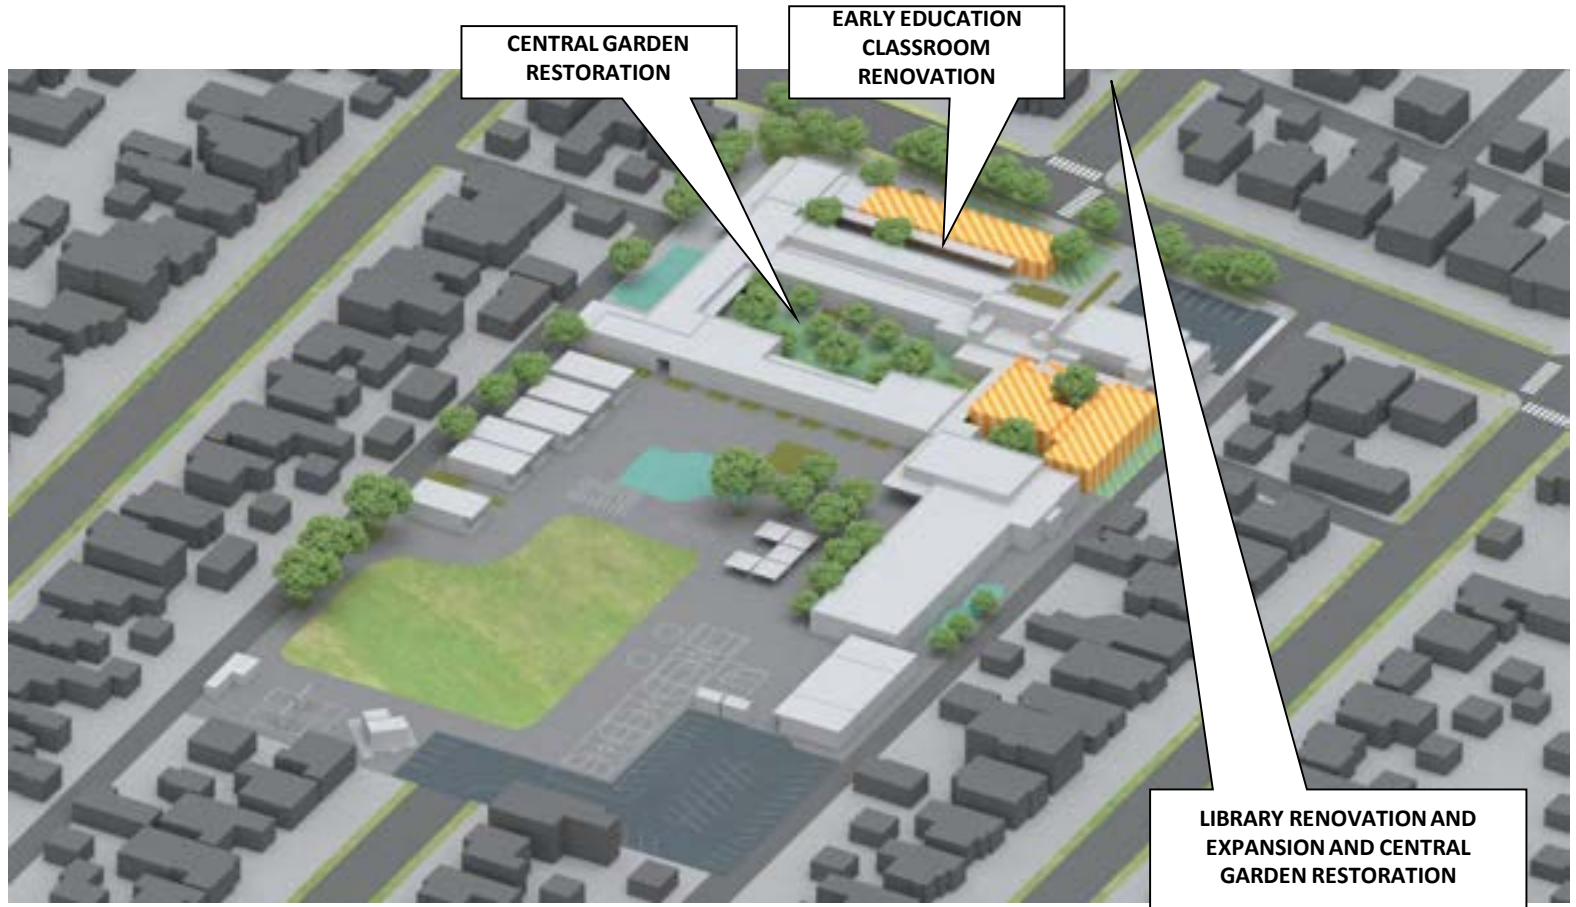 CENTRAL GARDEN
RESTORATION
EARLY EDUCATION
CLASSROOM
RENOVATION
LIBRARY RENOVATION AND
EXPANSION AND CENTRAL
GARDEN RESTORATION